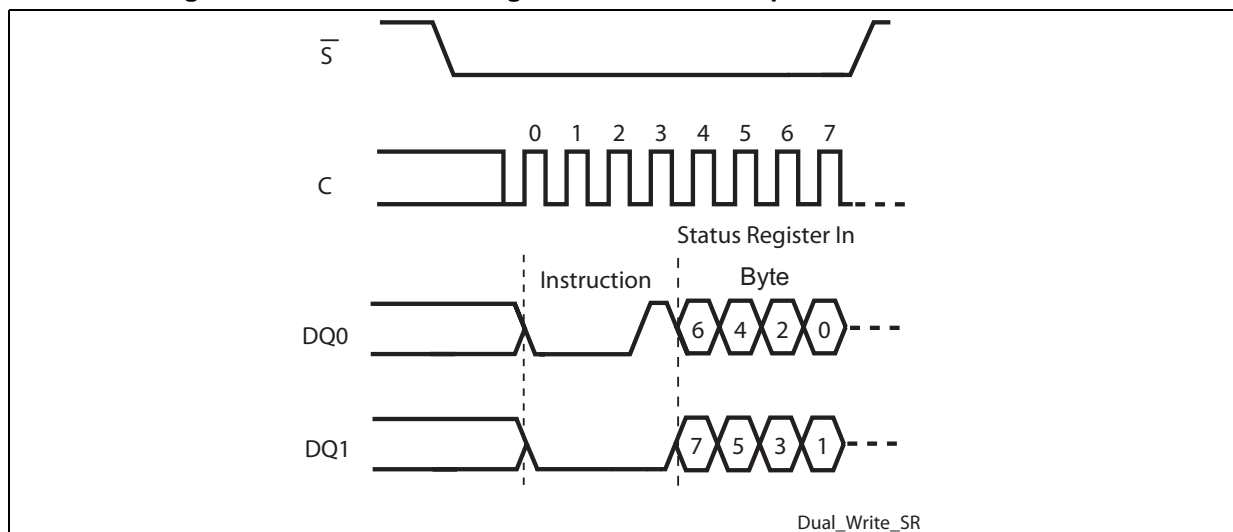 S
0 1 2 3 4 5 6 7
C
Status Register In
Instruction Byte
DQ0 6 4 2 0
DQ1 7 5 3 1
Dual_Write_SR